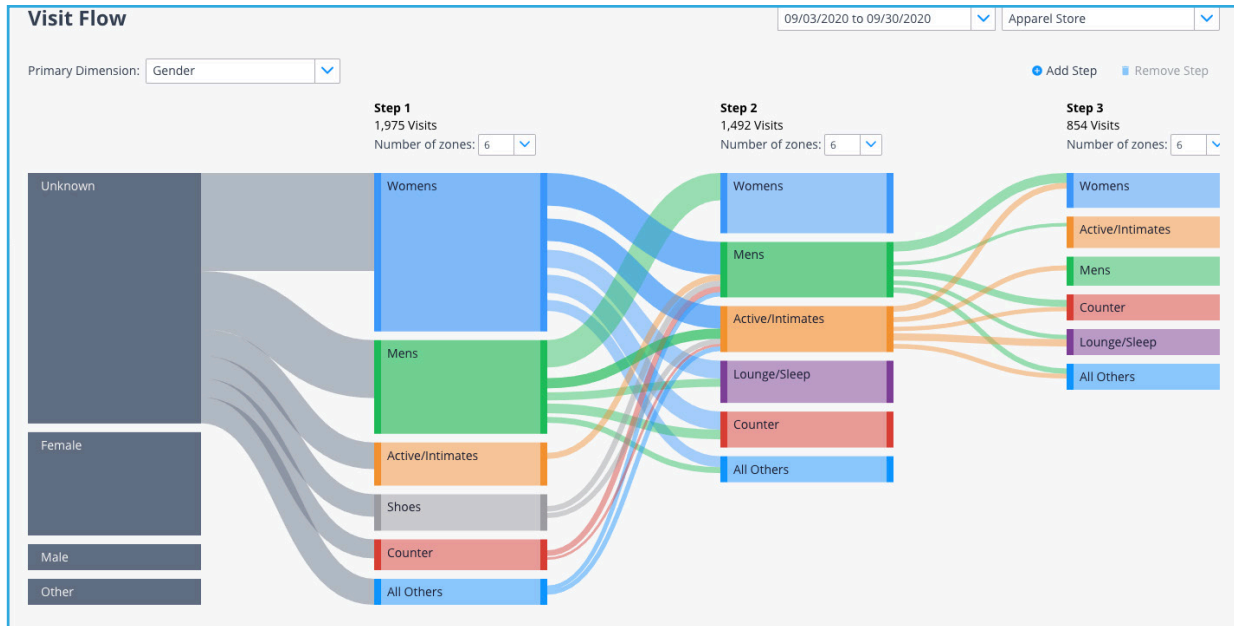 Visit Flow
09/03/2020 to 09/30/2020
Apparel Store
Primary Dimension: Gender
Add Step
Remove Step
Step 1
1,975 Visits
Number of zones: 6
Step 2
1,492 Visits
Number of zones: 6
Step 3
854 Visits
Number of zones: 6
Unknown
Female
Male
Other
Womens
Mens
Active/Intimates
Shoes
Counter
All Others
Womens
Mens
Active/Intimates
Lounge/Sleep
Counter
All Others
Womens
Active/Intimates
Mens
Counter
Lounge/Sleep
All Others